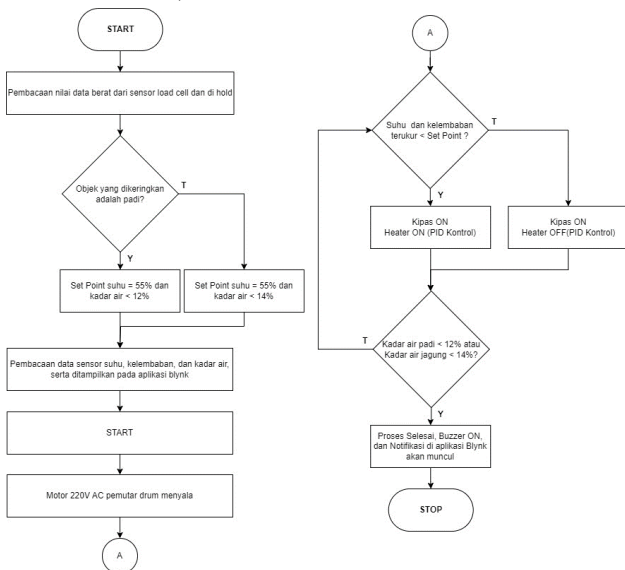 START
Pembacaan nilai data berat dari sensor load cell dan di hold
Objek yang dikeringkan
adalah padi?
T
Y
Set Point suhu = 55% dan
kadar air < 12%
Set Point suhu = 55% dan
kadar air < 14%
Pembacaan data sensor suhu, kelembaban, dan kadar air,
serta ditampilkan pada aplikasi blynk
START
Motor 220V AC pemutar drum menyala
A
A
Suhu dan kelembaban
terukur < Set Point ?
T
Y
Kipas ON
Heater ON (PID Kontrol)
Kipas ON
Heater OFF(PID Kontrol)
T
Kadar air padi < 12% atau
Kadar air jagung < 14%?
Y
Proses Selesai, Buzzer ON,
dan Notifikasi di aplikasi Blynk
akan muncul
STOP